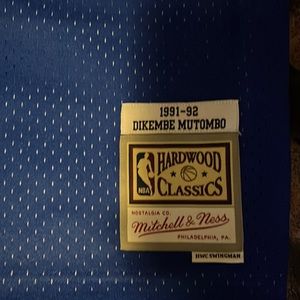 1991-92
DIKEMBE MUTOMBO
NBA
HARDWOOD
CLASSICS
NOSTALGIA CO.
Mitchell & Ness
PHILADELPHIA, PA.
HWC SWINGMAN